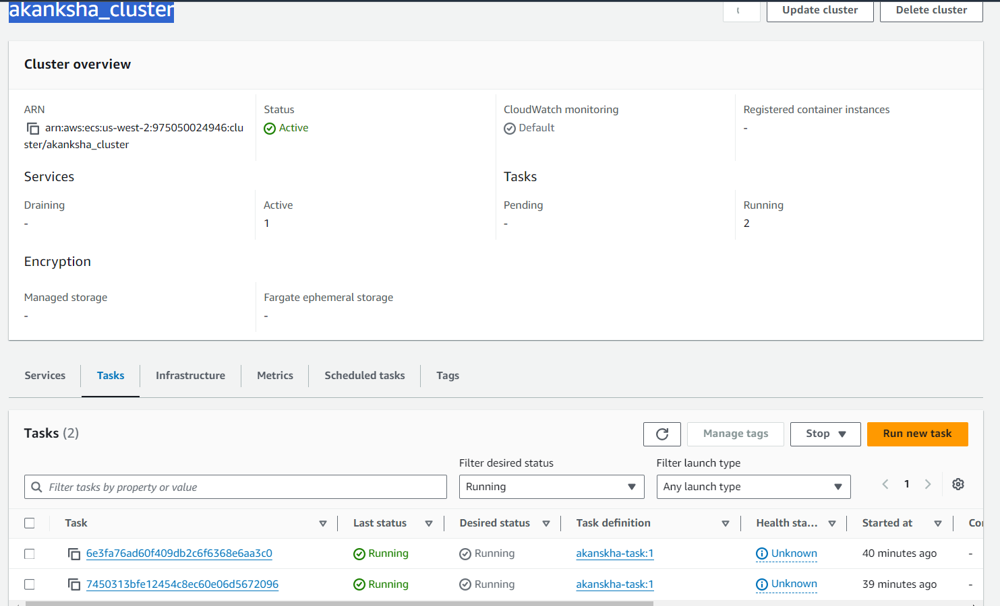 akanksha_cluster
Update cluster
Delete cluster
Cluster overview
ARN
arn:aws:ecs:us-west-2:975050024946:clu
ster/akanksha_cluster
Status
Active
CloudWatch monitoring
Default
Registered container instances
-
Services
Tasks
Draining
-
Active
1
Pending
-
Running
2
Encryption
Managed storage
-
Fargate ephemeral storage
-
Services
Tasks
Infrastructure
Metrics
Scheduled tasks
Tags
Tasks (2)
Manage tags
Stop
Run new task
Filter tasks by property or value
Filter desired status
Running
Filter launch type
Any launch type
1
Task
Last status
Desired status
Task definition
Health sta...
Started at
6e3fa76ad60f409db2c6f6368e6aa3c0
Running
Running
akanskha-task:1
Unknown
40 minutes ago
-
7450313bfe12454c8ec60e06d5672096
Running
Running
akanskha-task:1
Unknown
39 minutes ago
-